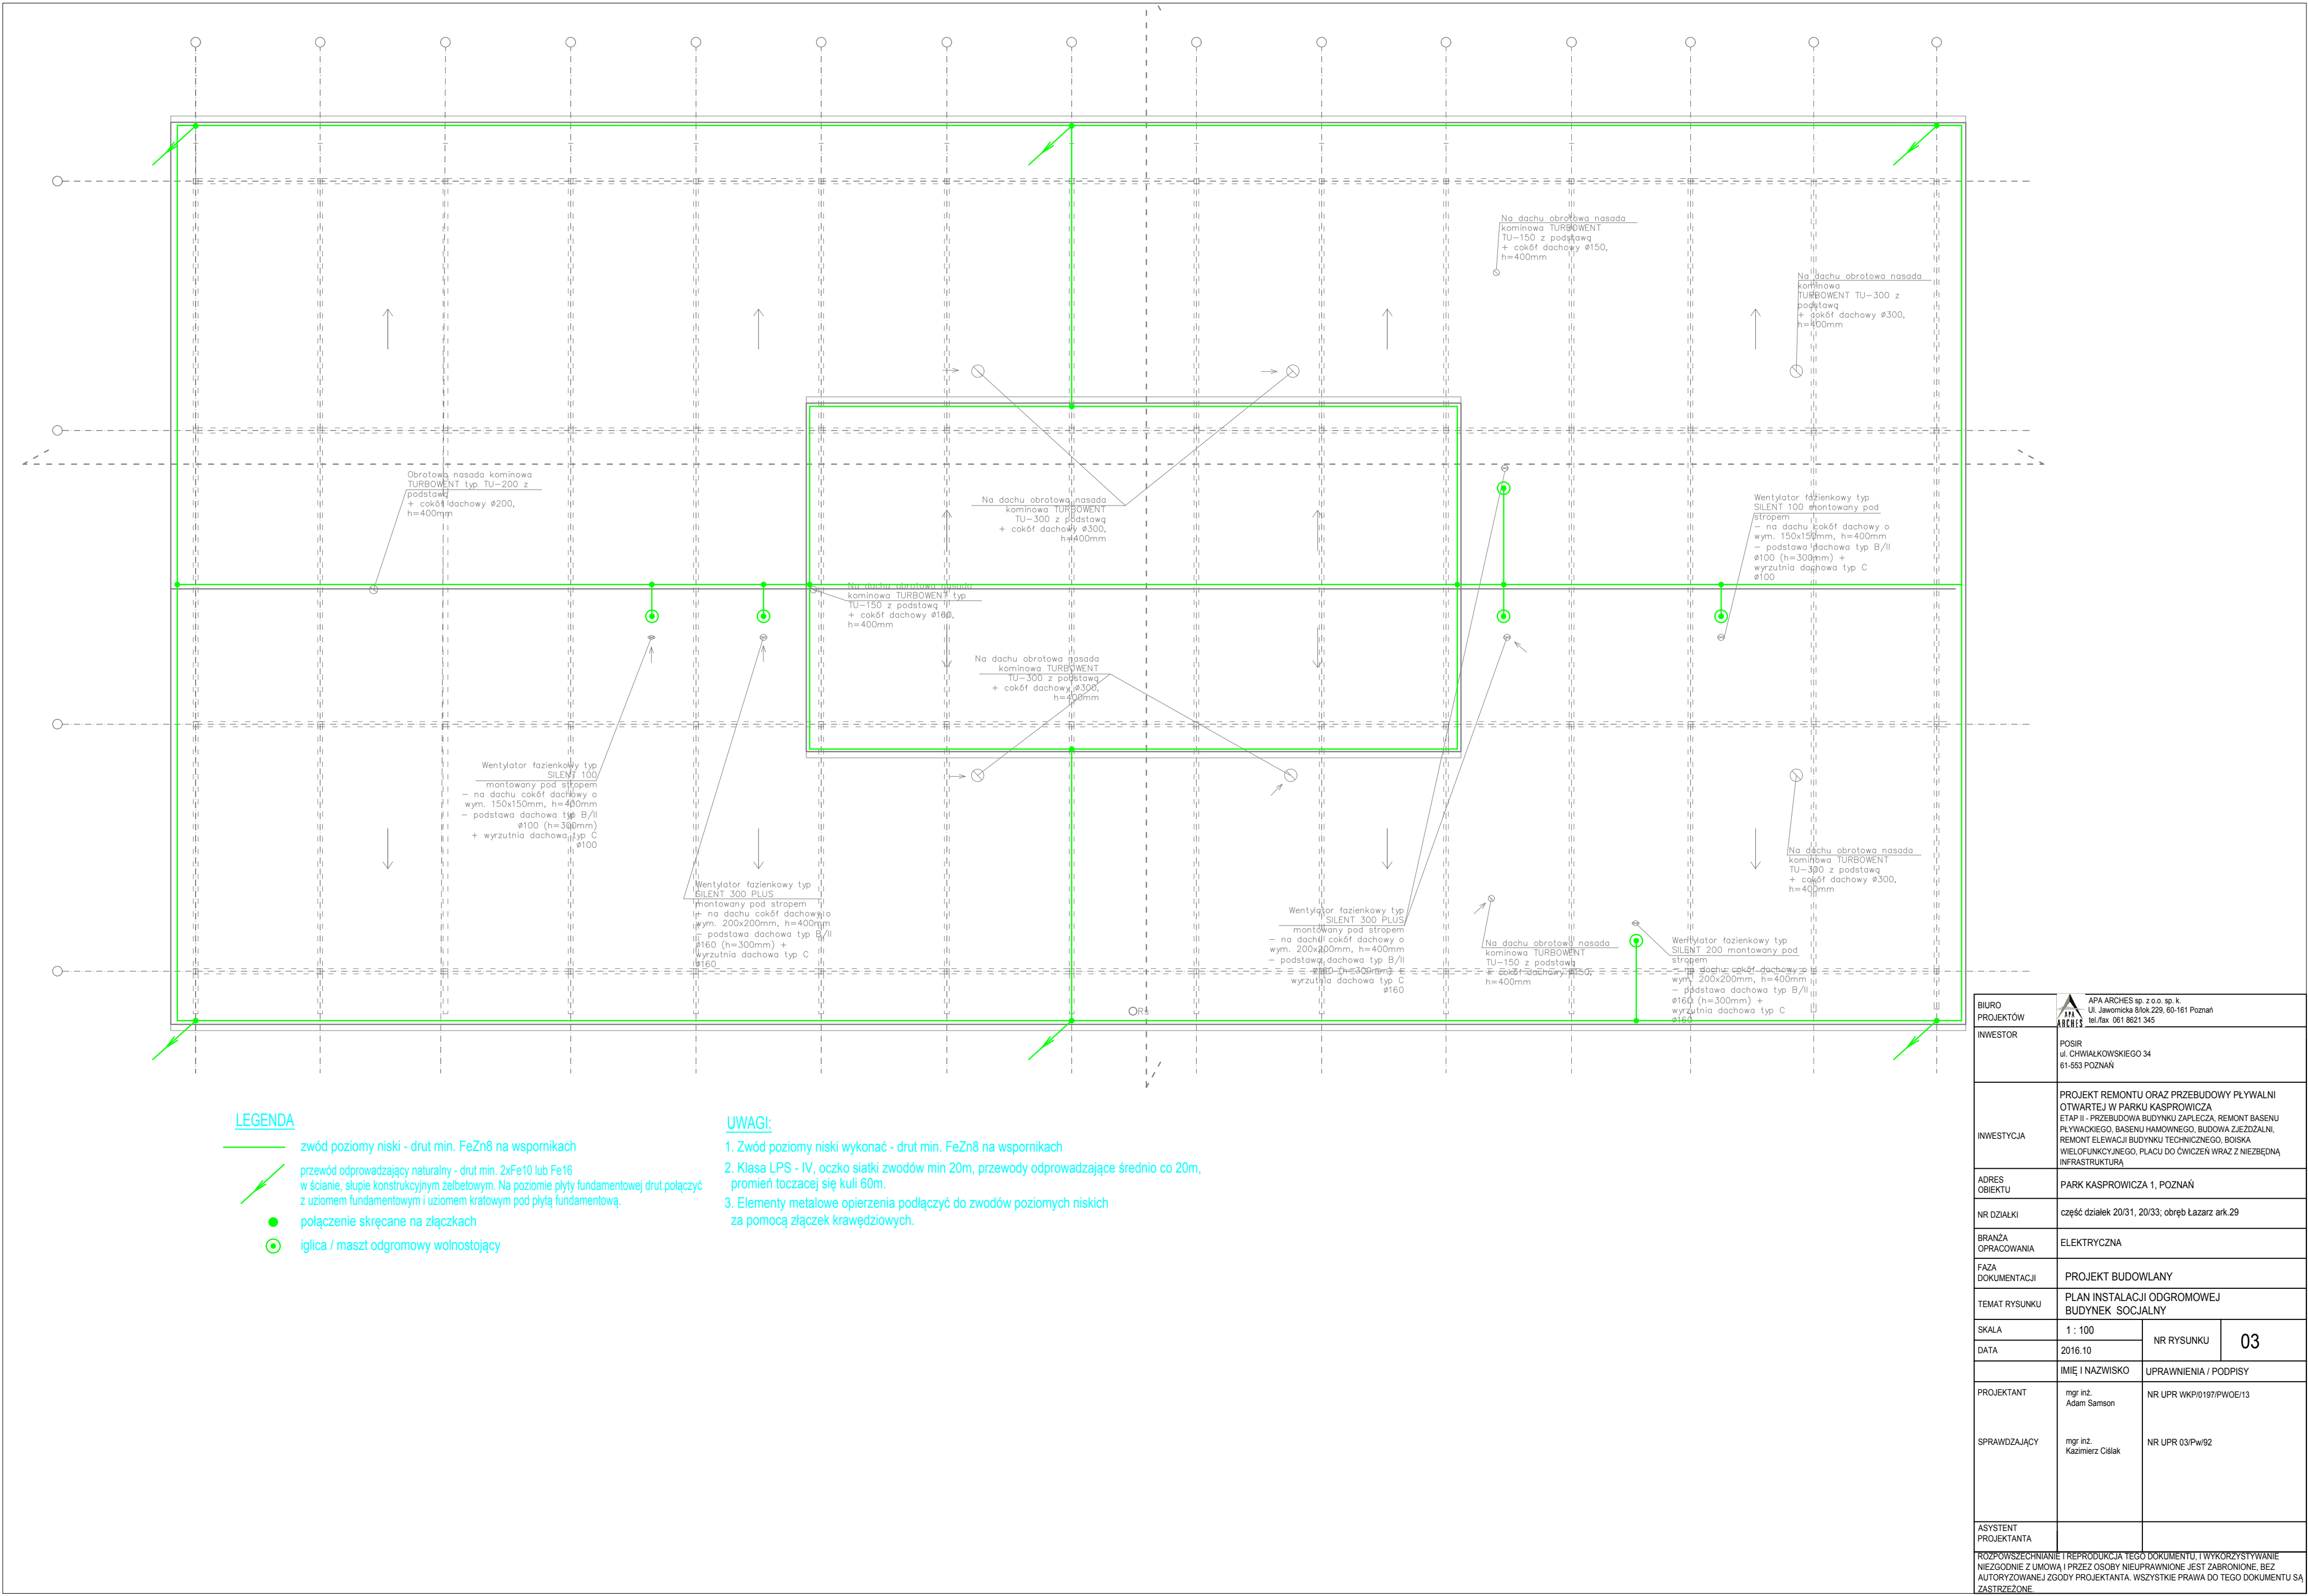 Na dachu obrotowa nasada
kominowa TURBOWENT
TU-150 z podstawą
+ cokół dachowy ø150,
h=400mm
Na dachu obrotowa nasada
kominowa
TURBOWENT TU-300 z
podstawą
+ cokół dachowy ø300,
h=400mm
Obrotowa nasada kominowa
TURBOWENT typ TU-200 z
podstawą
+ cokół dachowy ø200,
h=400mm
Na dachu obrotowa nasada
kominowa TURBOWENT
TU-300 z podstawą
+ cokół dachowy ø300,
h=400mm
Wentylator łazienkowy typ
SILENT 100 montowany pod
stropem
- na dachu cokół dachowy o
wym. 150x150mm, h=400mm
- podstawa dachowa typ B/II
ø100 (h=300mm) +
wyrzutnia dachowa typ C
ø100
Na dachu obrotowa nasada
kominowa TURBOWENT typ
TU-150 z podstawą
+ cokół dachowy ø160,
h=400mm
Na dachu obrotowa nasada
kominowa TURBOWENT
TU-300 z podstawą
+ cokół dachowy ø300,
h=400mm
Wentylator łazienkowy typ
SILENT 100
montowany pod stropem
- na dachu cokół dachowy o
wym. 150x150mm, h=400mm
- podstawa dachowa typ B/II
ø100 (h=300mm)
+ wyrzutnia dachowa typ C
ø100
Wentylator łazienkowy typ
SILENT 300 PLUS
montowany pod stropem
+ na dachu cokół dachowy o
wym. 200x200mm, h=400mm
- podstawa dachowa typ B/II
ø160 (h=300mm) +
wyrzutnia dachowa typ C
ø160
Wentylator łazienkowy typ
SILENT 300 PLUS
montowany pod stropem
- na dachu cokół dachowy o
wym. 200x200mm, h=400mm
- podstawa dachowa typ B/II
ø160 (h=300mm) +
wyrzutnia dachowa typ C
ø160
Na dachu obrotowa nasada
kominowa TURBOWENT
TU-150 z podstawą
+ cokół dachowy ø150,
h=400mm
Na dachu obrotowa nasada
kominowa TURBOWENT
TU-300 z podstawą
+ cokół dachowy ø300,
h=400mm
Wentylator łazienkowy typ
SILENT 200 montowany pod
stropem
- na dachu cokół dachowy o
wym. 200x200mm, h=400mm
- podstawa dachowa typ B/II
ø160 (h=300mm) +
wyrzutnia dachowa typ C
ø160
Rs
LEGENDA
zwód poziomy niski - drut min. FeZn8 na wspornikach
przewód odprowadzający naturalny - drut min. 2xFe10 lub Fe16
w ścianie, słupie konstrukcyjnym żelbetowym. Na poziomie płyty fundamentowej drut połączyć
z uziomem fundamentowym i uziomem kratowym pod płytą fundamentową.
połączenie skręcane na złączkach
iglica / maszt odgromowy wolnostojący
UWAGI:
1. Zwód poziomy niski wykonać - drut min. FeZn8 na wspornikach
2. Klasa LPS - IV, oczko siatki zwodów min 20m, przewody odprowadzające średnio co 20m,
promień toczacej się kuli 60m.
3. Elementy metalowe opierzenia podłączyć do zwodów poziomych niskich
za pomocą złączek krawędziowych.
BIURO
PROJEKTÓW
APA
ARCHES
APA ARCHES sp. z o.o. sp. k.
Ul. Jawornicka 8/lok.229, 60-161 Poznań
tel./fax 061 8621 345
INWESTOR
POSIR
ul. CHWIAŁKOWSKIEGO 34
61-553 POZNAŃ
INWESTYCJA
PROJEKT REMONTU ORAZ PRZEBUDOWY PŁYWALNI
OTWARTEJ W PARKU KASPROWICZA
ETAP II - PRZEBUDOWA BUDYNKU ZAPLECZA, REMONT BASENU
PŁYWACKIEGO, BASENU HAMOWNEGO, BUDOWA ZJEŻDŻALNI,
REMONT ELEWACJI BUDYNKU TECHNICZNEGO, BOISKA
WIELOFUNKCYJNEGO, PLACU DO ĆWICZEŃ WRAZ Z NIEZBĘDNĄ
INFRASTRUKTURĄ
ADRES
OBIEKTU
PARK KASPROWICZA 1, POZNAŃ
NR DZIAŁKI
część działek 20/31, 20/33; obręb Łazarz ark.29
BRANŻA
OPRACOWANIA
ELEKTRYCZNA
FAZA
DOKUMENTACJI
PROJEKT BUDOWLANY
TEMAT RYSUNKU
PLAN INSTALACJI ODGROMOWEJ
BUDYNEK SOCJALNY
SKALA
1 : 100
NR RYSUNKU
03
DATA
2016.10
IMIĘ I NAZWISKO
UPRAWNIENIA / PODPISY
PROJEKTANT
mgr inż.
Adam Samson
NR UPR WKP/0197/PWOE/13
SPRAWDZAJĄCY
mgr inż.
Kazimierz Ciślak
NR UPR 03/Pw/92
ASYSTENT
PROJEKTANTA
ROZPOWSZECHNIANIE I REPRODUKCJA TEGO DOKUMENTU, I WYKORZYSTYWANIE
NIEZGODNIE Z UMOWĄ I PRZEZ OSOBY NIEUPRAWNIONE JEST ZABRONIONE, BEZ
AUTORYZOWANEJ ZGODY PROJEKTANTA. WSZYSTKIE PRAWA DO TEGO DOKUMENTU SĄ
ZASTRZEŻONE.